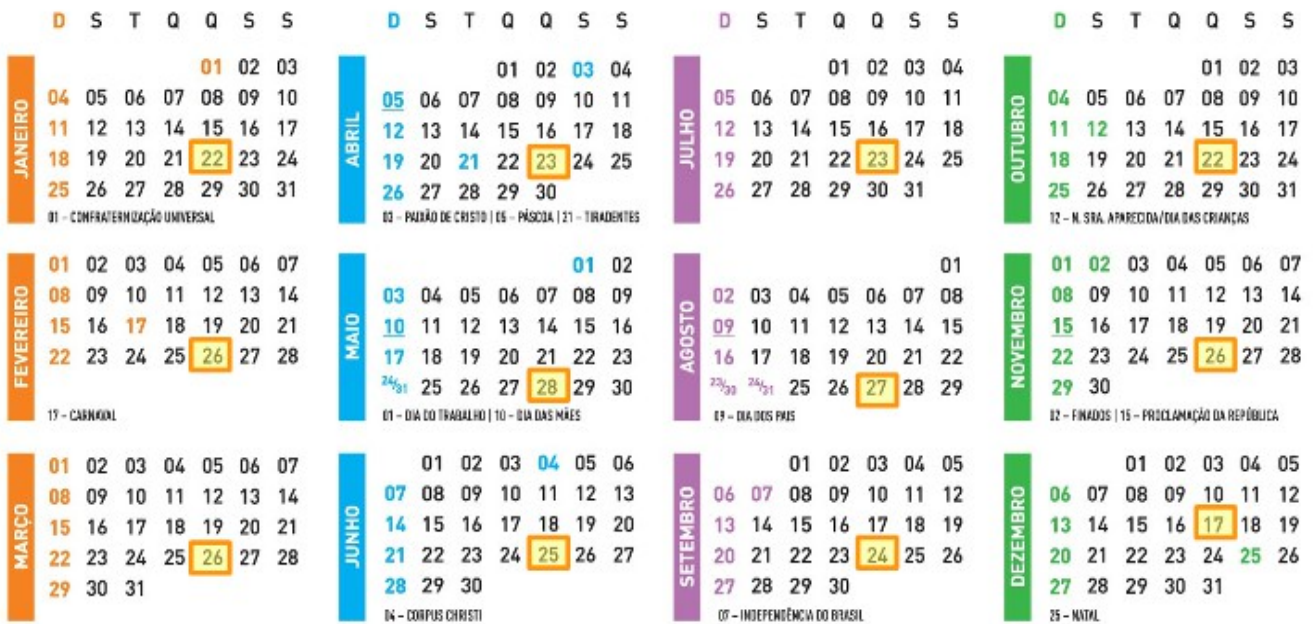 D S T Q Q S S
JANEIRO
01 02 03
04 05 06 07 08 09 10
11 12 13 14 15 16 17
18 19 20 21 22 23 24
25 26 27 28 29 30 31
01 – CONFRATERNIZAÇÃO UNIVERSAL
FEVEREIRO
01 02 03 04 05 06 07
08 09 10 11 12 13 14
15 16 17 18 19 20 21
22 23 24 25 26 27 28
17 – CARNAVAL
MARÇO
01 02 03 04 05 06 07
08 09 10 11 12 13 14
15 16 17 18 19 20 21
22 23 24 25 26 27 28
29 30 31
D S T Q Q S S
ABRIL
01 02 03 04
05 06 07 08 09 10 11
12 13 14 15 16 17 18
19 20 21 22 23 24 25
26 27 28 29 30
03 – PAIXÃO DE CRISTO | 05 – PÁSCOA | 21 – TIRADENTES
MAIO
01 02
03 04 05 06 07 08 09
10 11 12 13 14 15 16
17 18 19 20 21 22 23
24/31 25 26 27 28 29 30
01 – DIA DO TRABALHO | 10 – DIA DAS MÃES
JUNHO
01 02 03 04 05 06
07 08 09 10 11 12 13
14 15 16 17 18 19 20
21 22 23 24 25 26 27
28 29 30
04 – CORPUS CHRISTI
D S T Q Q S S
JULHO
01 02 03 04
05 06 07 08 09 10 11
12 13 14 15 16 17 18
19 20 21 22 23 24 25
26 27 28 29 30 31
AGOSTO
01
02 03 04 05 06 07 08
09 10 11 12 13 14 15
16 17 18 19 20 21 22
23/30 24/31 25 26 27 28 29
09 – DIA DOS PAIS
SETEMBRO
01 02 03 04 05
06 07 08 09 10 11 12
13 14 15 16 17 18 19
20 21 22 23 24 25 26
27 28 29 30
07 – INDEPENDÊNCIA DO BRASIL
D S T Q Q S S
OUTUBRO
01 02 03
04 05 06 07 08 09 10
11 12 13 14 15 16 17
18 19 20 21 22 23 24
25 26 27 28 29 30 31
12 – N. SRA. APARECIDA/DIA DAS CRIANÇAS
NOVEMBRO
01 02 03 04 05 06 07
08 09 10 11 12 13 14
15 16 17 18 19 20 21
22 23 24 25 26 27 28
29 30
02 – FINADOS | 15 – PROCLAMAÇÃO DA REPÚBLICA
DEZEMBRO
01 02 03 04 05
06 07 08 09 10 11 12
13 14 15 16 17 18 19
20 21 22 23 24 25 26
27 28 29 30 31
25 – NATAL